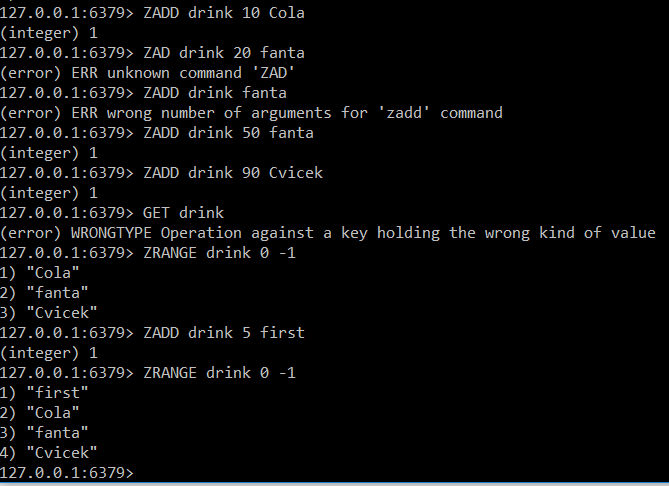 127.0.0.1:6379> ZADD drink 10 Cola
(integer) 1
127.0.0.1:6379> ZAD drink 20 fanta
(error) ERR unknown command 'ZAD'
127.0.0.1:6379> ZADD drink fanta
(error) ERR wrong number of arguments for 'zadd' command
127.0.0.1:6379> ZADD drink 50 fanta
(integer) 1
127.0.0.1:6379> ZADD drink 90 Cvicek
(integer) 1
127.0.0.1:6379> GET drink
(error) WRONGTYPE Operation against a key holding the wrong kind of value
127.0.0.1:6379> ZRANGE drink 0 -1
1) "Cola"
2) "fanta"
3) "Cvicek"
127.0.0.1:6379> ZADD drink 5 first
(integer) 1
127.0.0.1:6379> ZRANGE drink 0 -1
1) "first"
2) "Cola"
3) "fanta"
4) "Cvicek"
127.0.0.1:6379>